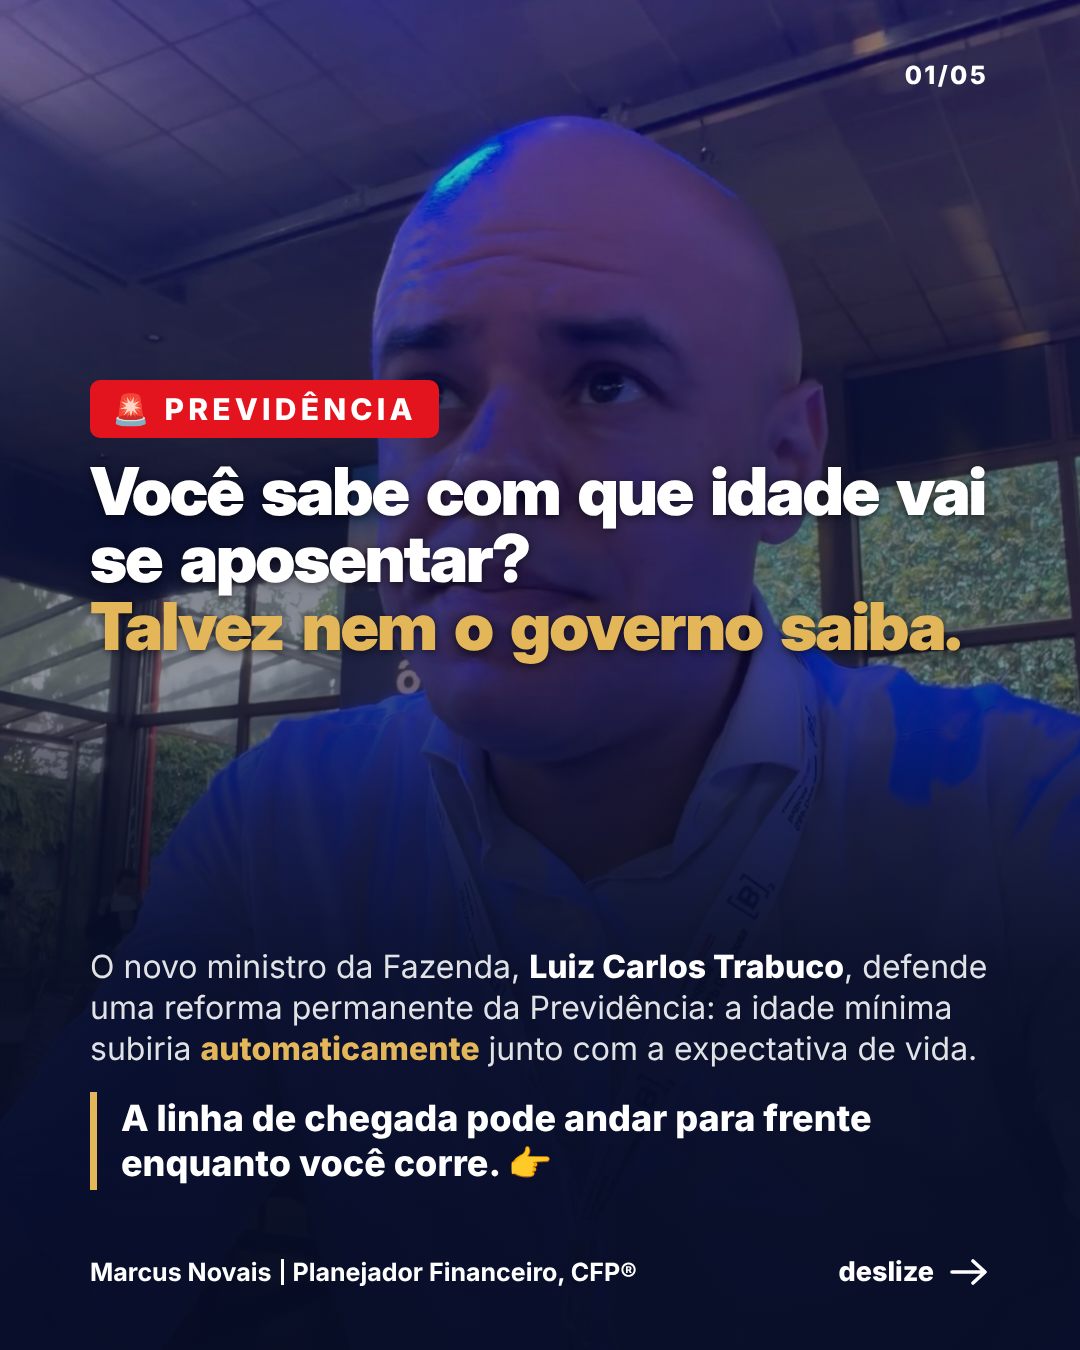 01/05
🚨 PREVIDÊNCIA
Você sabe com que idade vai
se aposentar?
Talvez nem o governo saiba.
ô
[B]³
O novo ministro da Fazenda, Luiz Carlos Trabuco, defende
uma reforma permanente da Previdência: a idade mínima
subiria automaticamente junto com a expectativa de vida.
A linha de chegada pode andar para frente
enquanto você corre. 👉
Marcus Novais | Planejador Financeiro, CFP®
deslize →